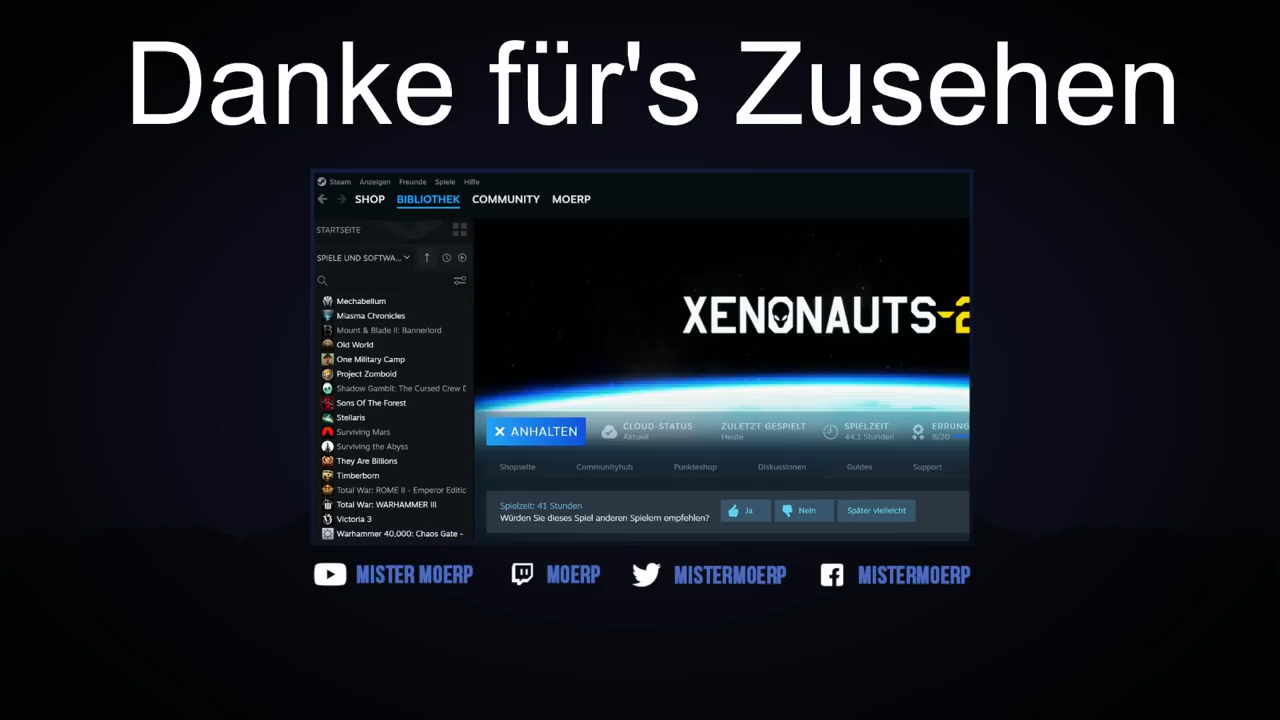 Danke für's Zusehen
Steam Anzeigen Freunde Spiele Hilfe
SHOP BIBLIOTHEK COMMUNITY MOERP
STARTSEITE
SPIELE UND SOFTWA...
Mechabellum
Miasma Chronicles
Mount & Blade II: Bannerlord
Old World
One Military Camp
Project Zomboid
Shadow Gambit: The Cursed Crew
Sons Of The Forest
Stellaris
Surviving Mars
Surviving the Abyss
They Are Billions
Timberborn
Total War: ROME II - Emperor Editic
Total War: WARHAMMER III
Victoria 3
Warhammer 40,000: Chaos Gate -
XENONAUTS-2
ANHALTEN
CLOUD-STATUS
Aktuell
ZULETZT GESPIELT
Heute
SPIELZEIT
44.1 Stunden
ERRUNG
8/20
Shopseite Communityhub Punkteshop Diskussionen Guides Support
Spielzeit: 41 Stunden
Würden Sie dieses Spiel anderen Spielern empfehlen?
Ja Nein Später vielleicht
MISTER MOERP MOERP MISTERMOERP MISTERMOERP